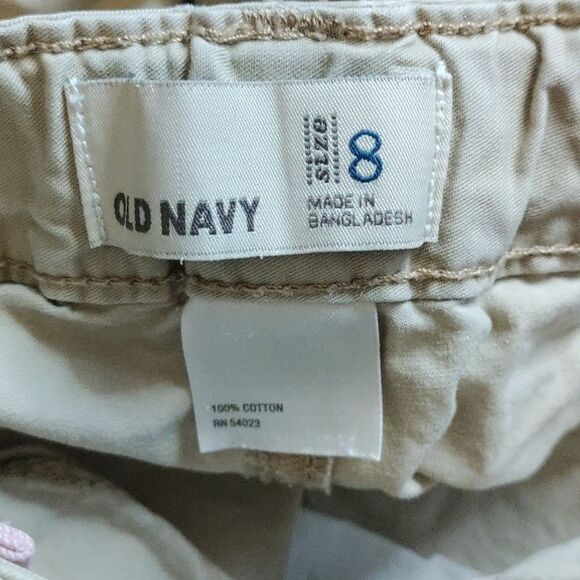 OLD NAVY
size 8
MADE IN
BANGLADESH
100% COTTON
RN 54023